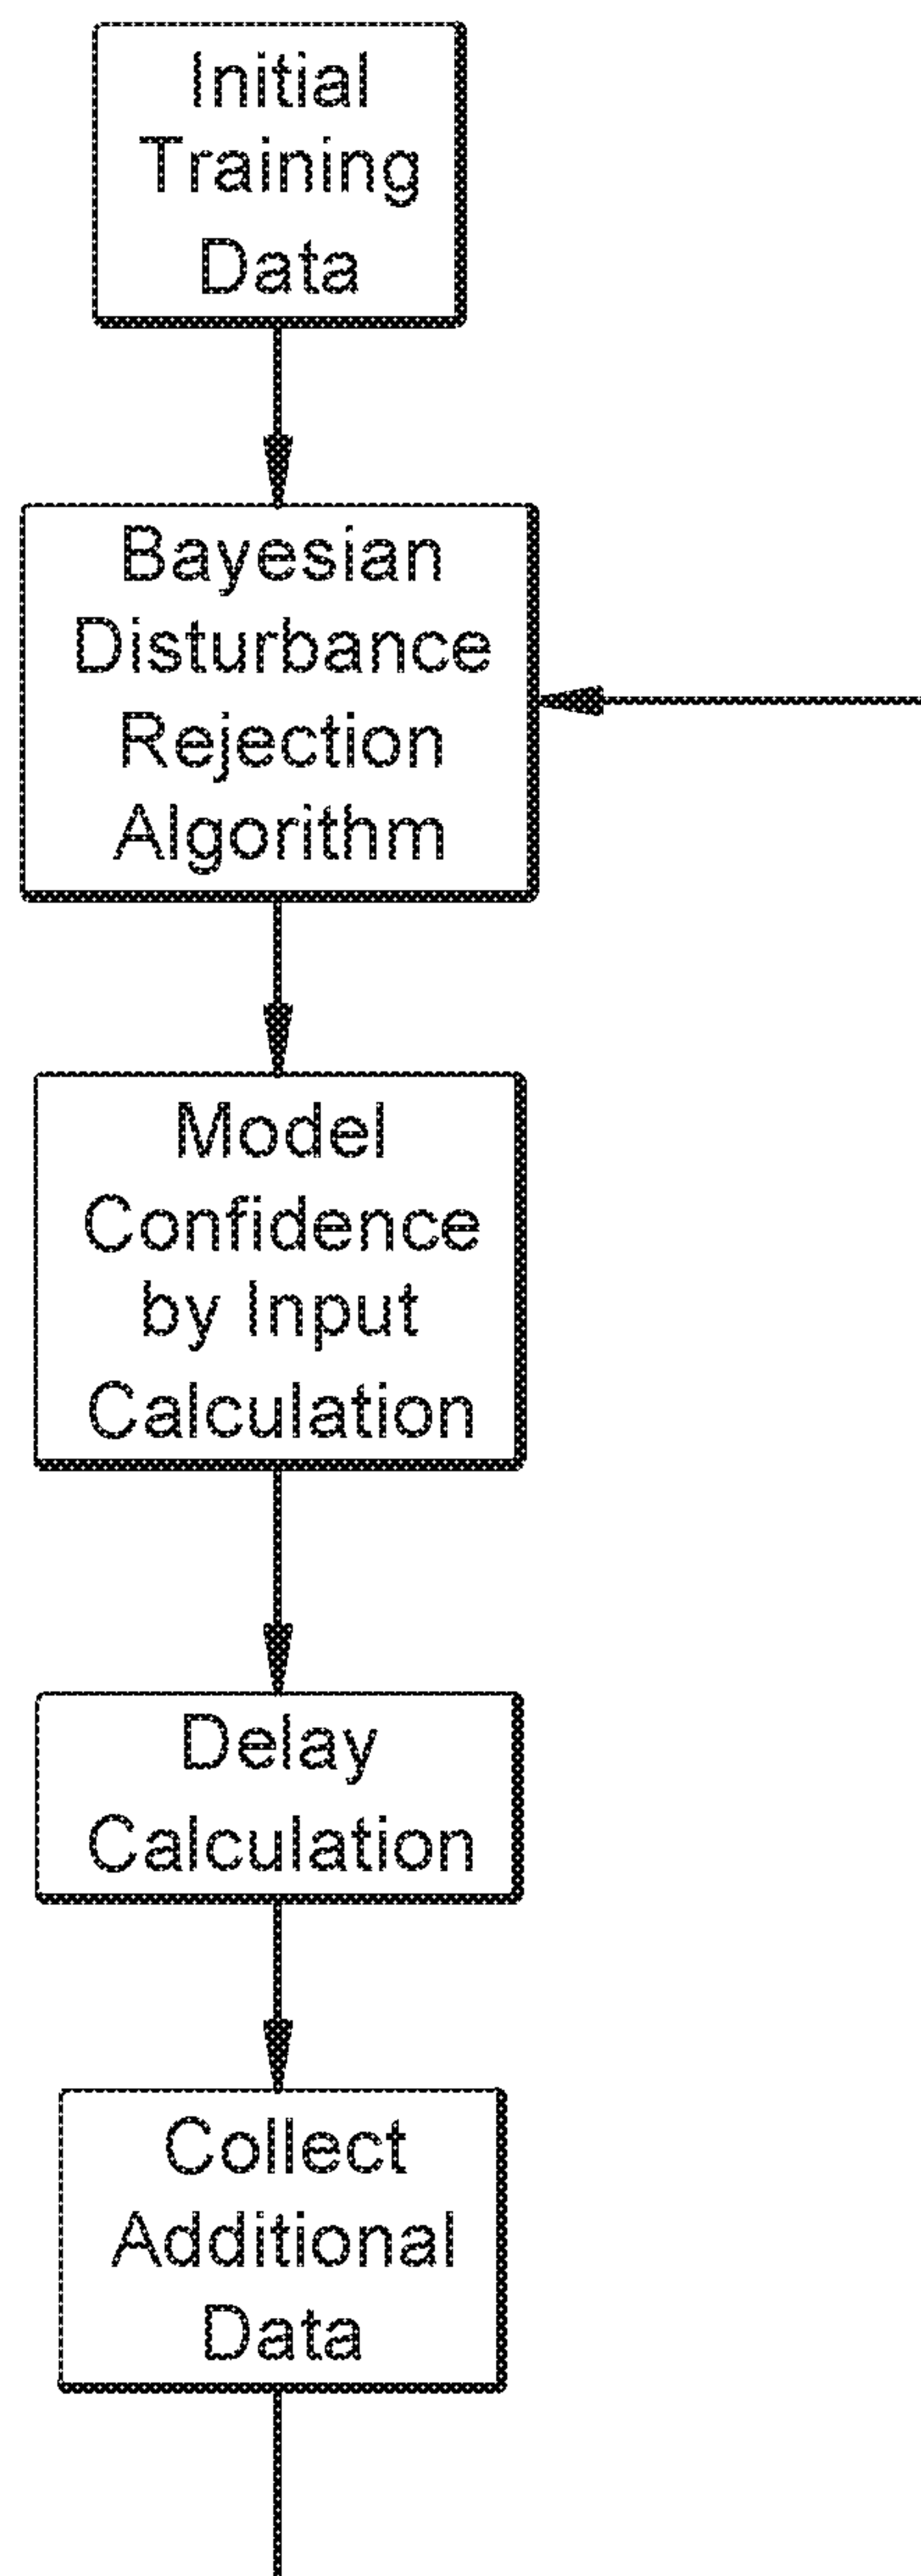 Initial
Training
Data
Bayesian
Disturbance
Rejection
Algorithm
Model
Confidence
by Input
Calculation
Delay
Calculation
Collect
Additional
Data